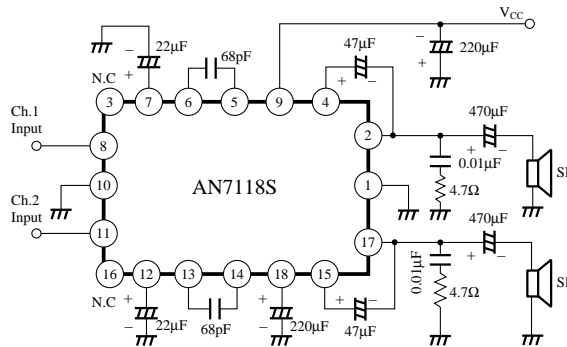 V_CC
22μF
68pF
47μF
220μF
− +
+ −
− +
N.C
3 7 6 5 9 4
Ch.1
Input
8
2
470μF
+ −
0.01μF
4.7Ω
AN7118S
10
1
Ch.2
Input
11
17
470μF
+ −
0.01μF
4.7Ω
16 12 13 14 18 15
N.C
+ −
22μF
68pF
+ −
220μF
+ −
47μF